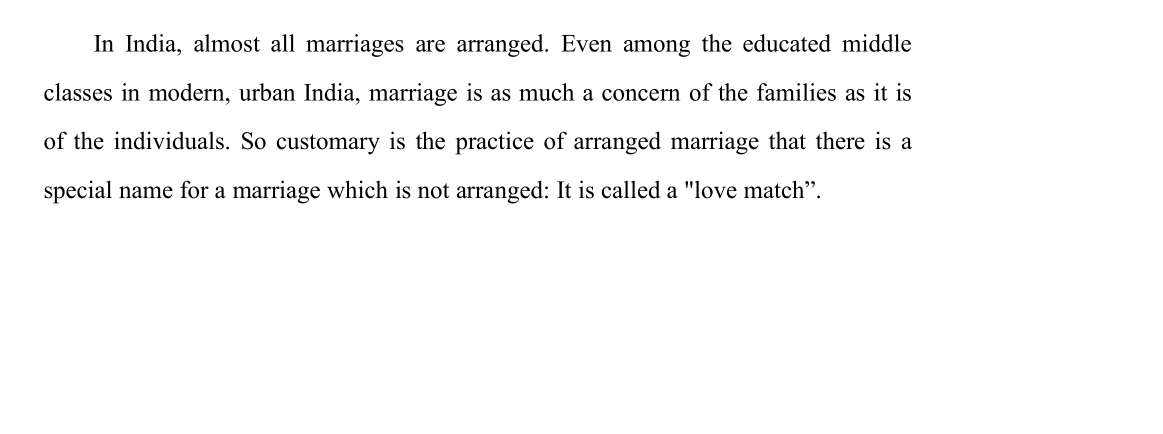 In India, almost all marriages are arranged. Even among the educated middle
classes in modern, urban India, marriage is as much a concern of the families as it is
of the individuals. So customary is the practice of arranged marriage that there is a
special name for a marriage which is not arranged: It is called a "love match”.